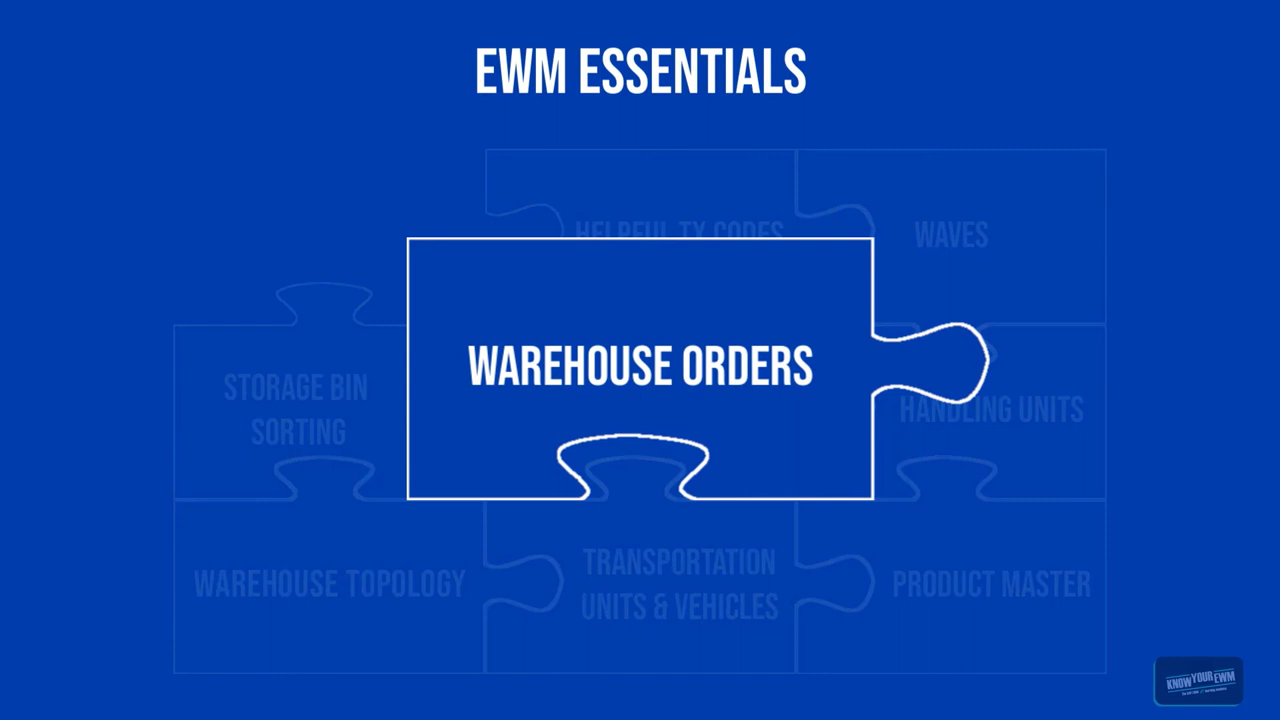 EWM ESSENTIALS
HELPFUL TX CODES
WAVES
WAREHOUSE ORDERS
STORAGE BIN
SORTING
HANDLING UNITS
WAREHOUSE TOPOLOGY
TRANSPORTATION
UNITS & VEHICLES
PRODUCT MASTER
KNOW YOUR EWM